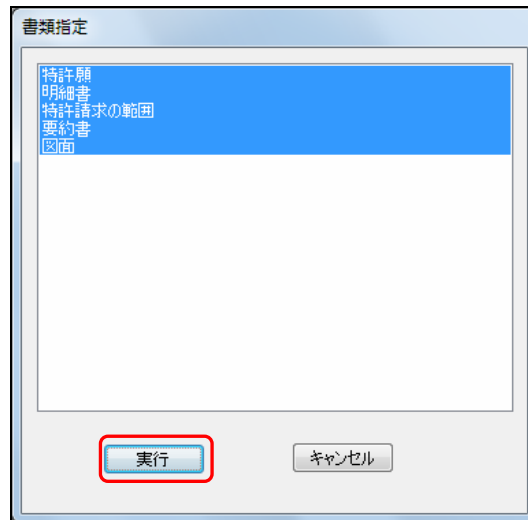 書類指定
特許願
明細書
特許請求の範囲
要約書
図面
実行
キャンセル